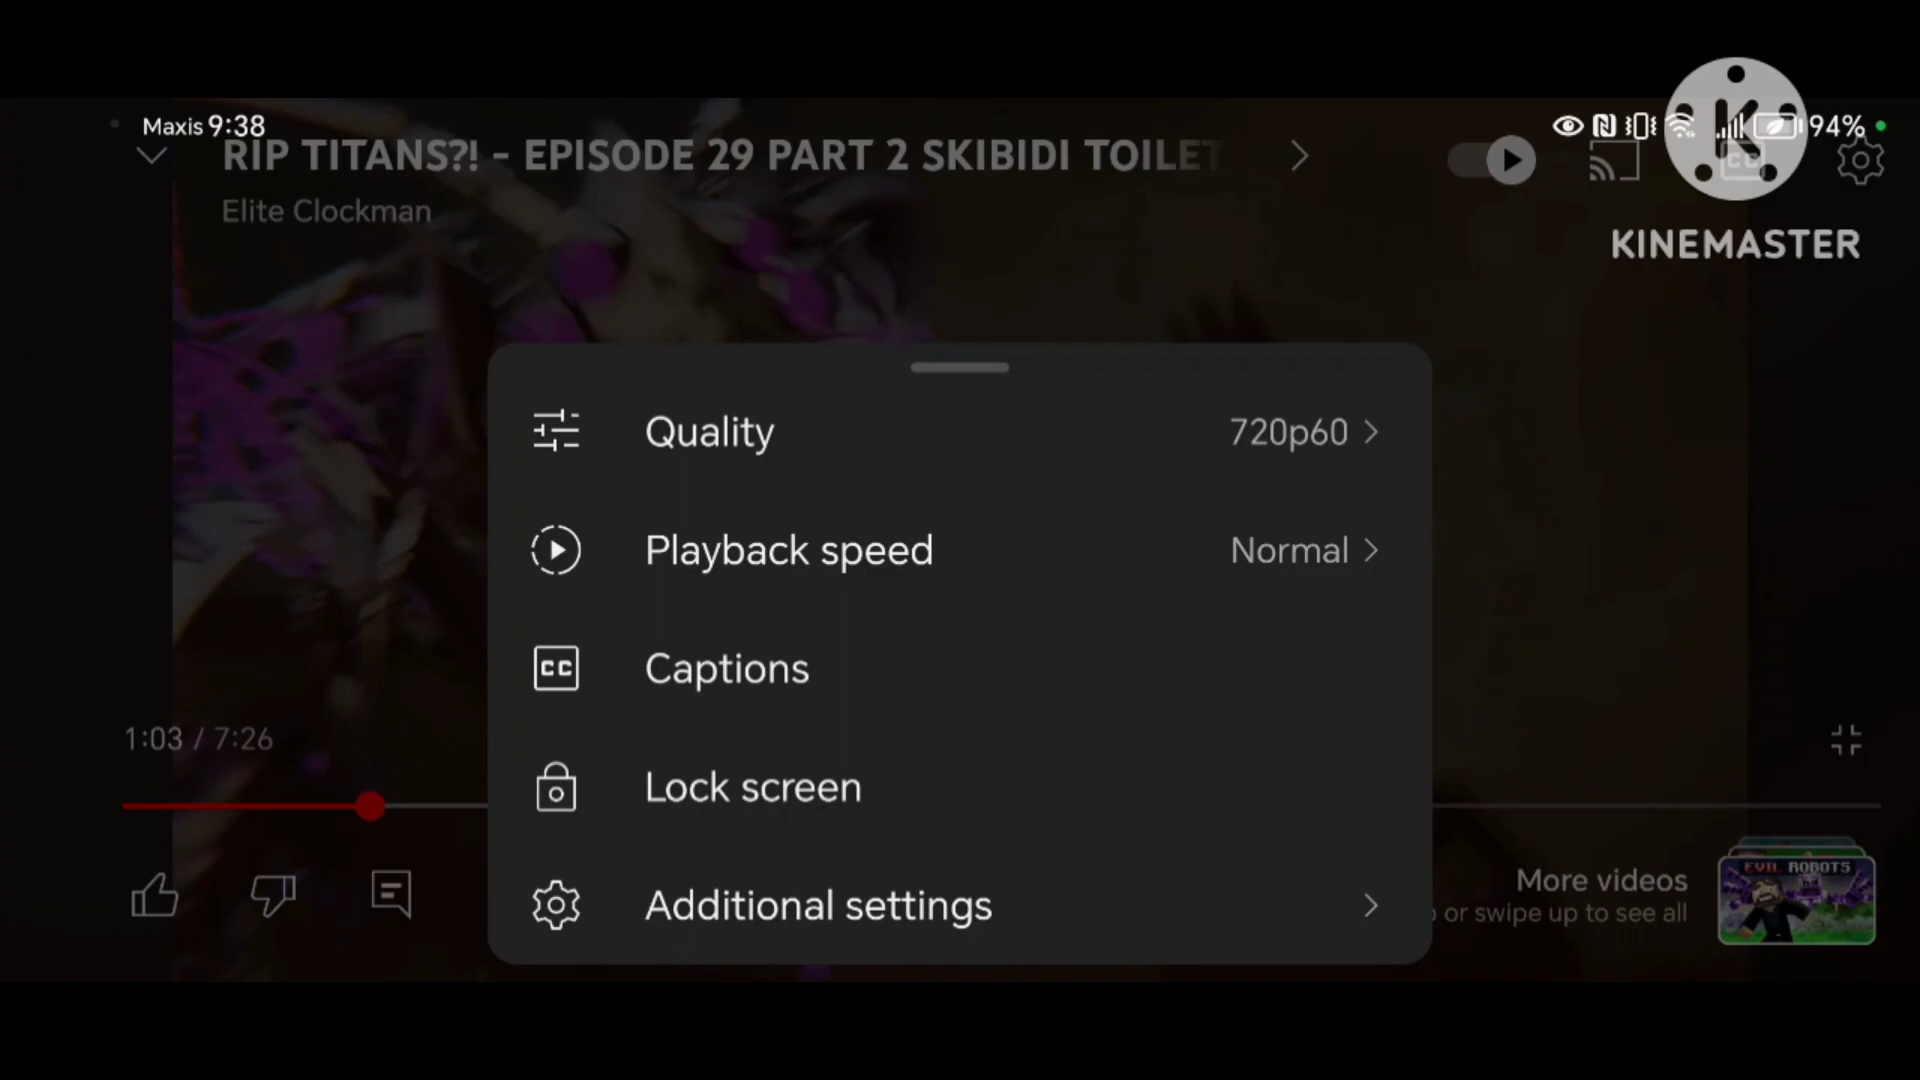 Maxis 9:38
94%
RIP TITANS?! - EPISODE 29 PART 2 SKIBIDI TOILET
Elite Clockman
K
CC
KINEMASTER
Quality 720p60
Playback speed Normal
CC Captions
1:03 / 7:26
Lock screen
Additional settings
More videos
or swipe up to see all
EVIL ROBOTS